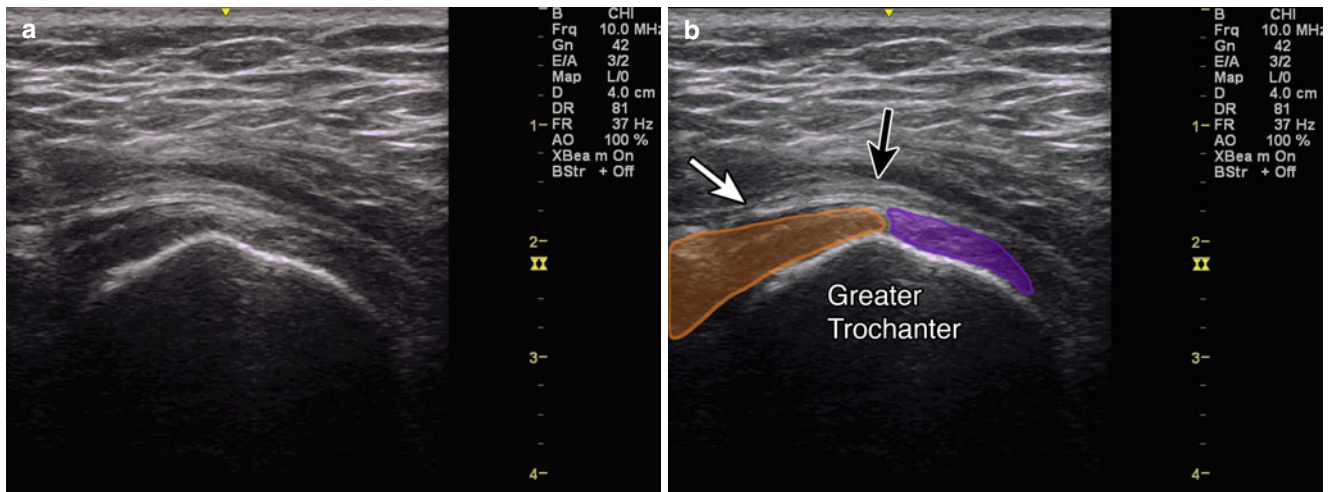 a
B CHI
Frq 10.0 MHz
Gn 42
E/A 3/2
Map L/0
D 4.0 cm
DR 81
FR 37 Hz
AO 100 %
XBea m On
BStr + Off
1
2
3
4
b
B CHI
Frq 10.0 MHz
Gn 42
E/A 3/2
Map L/0
D 4.0 cm
DR 81
FR 37 Hz
AO 100 %
XBea m On
BStr + Off
1
2
3
4
Greater
Trochanter